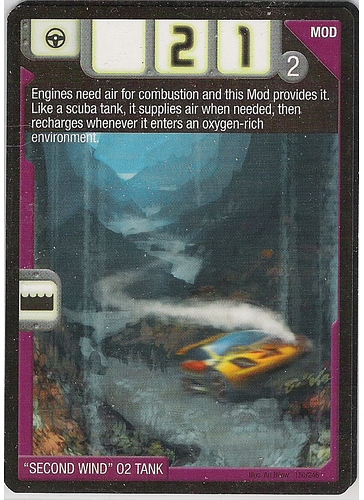 MOD
2 1
2
Engines need air for combustion and this Mod provides it.
Like a scuba tank, it supplies air when needed, then
recharges whenever it enters an oxygen-rich
environment.
"SECOND WIND" O2 TANK